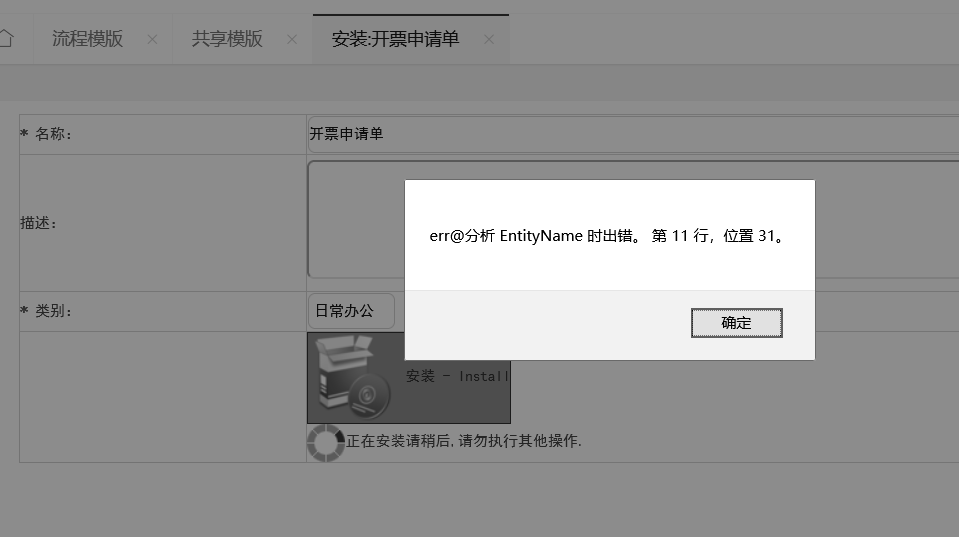 流程模版 × 共享模版 × 安装:开票申请单 ×
* 名称： 开票申请单
描述：
err@分析 EntityName 时出错。 第 11 行，位置 31。
确定
* 类别： 日常办公
安装 - Install
正在安装请稍后,请勿执行其他操作.